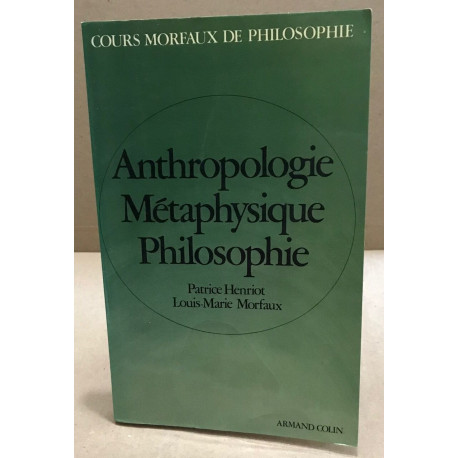 COURS MORFAUX DE PHILOSOPHIE
Anthropologie
Métaphysique
Philosophie
Patrice Henriot
Louis-Marie Morfaux
ARMAND COLIN